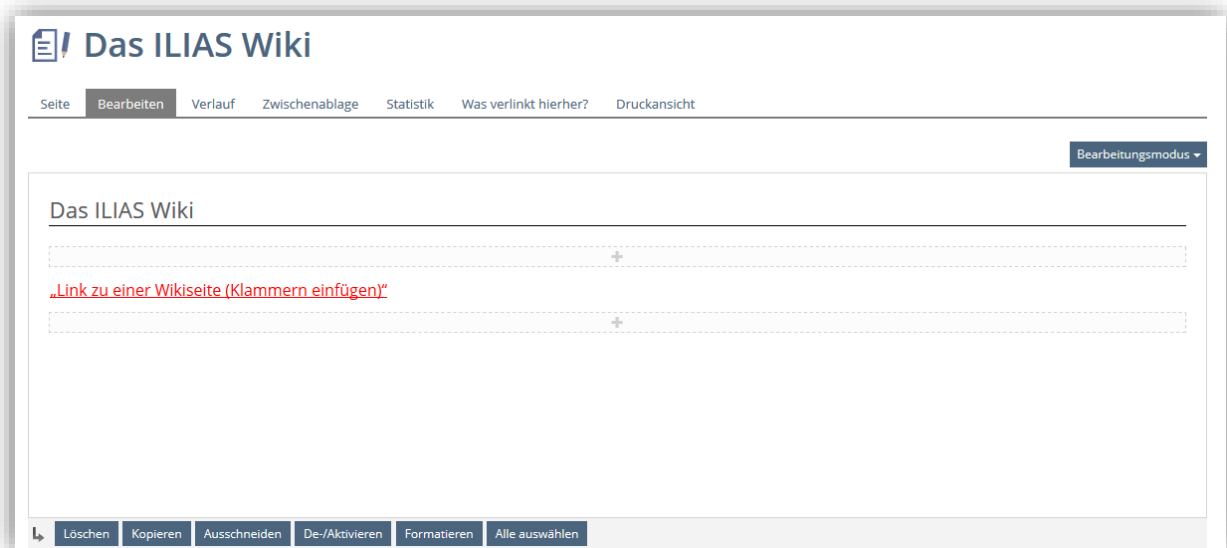 Das ILIAS Wiki
Seite Bearbeiten Verlauf Zwischenablage Statistik Was verlinkt hierher? Druckansicht
Bearbeitungsmodus
Das ILIAS Wiki
„Link zu einer Wikiseite (Klammern einfügen)“
Löschen Kopieren Ausschneiden De-/Aktivieren Formatieren Alle auswählen